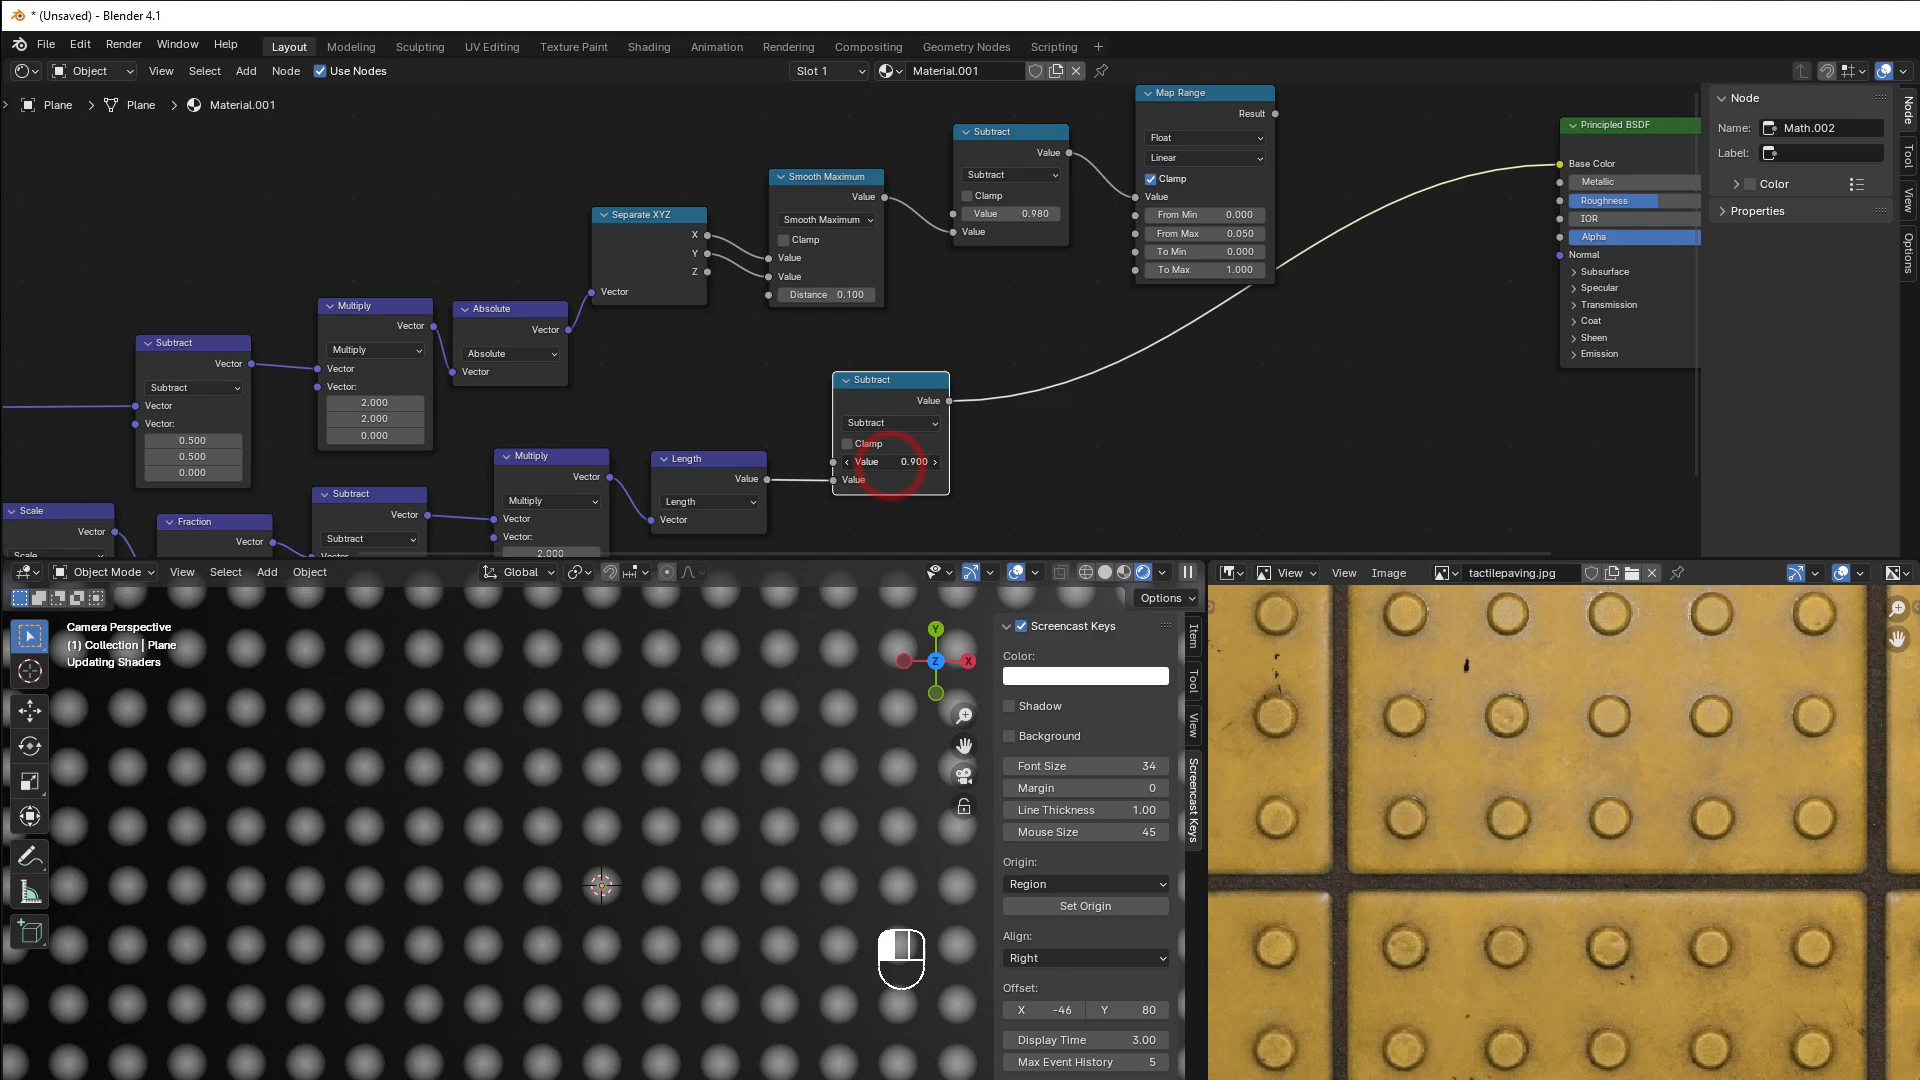 * (Unsaved) - Blender 4.1
File Edit Render Window Help Layout Modeling Sculpting UV Editing Texture Paint Shading Animation Rendering Compositing Geometry Nodes Scripting +
Object View Select Add Node Use Nodes Slot 1 Material.001
Plane Plane Material.001
Map Range
Result
Float
Linear
Clamp
Value
From Min 0.000
From Max 0.050
To Min 0.000
To Max 1.000
Subtract
Value
Subtract
Clamp
Value 0.980
Value
Smooth Maximum
Value
Smooth Maximum
Clamp
Value
Value
Distance 0.100
Separate XYZ
X
Y
Z
Vector
Absolute
Vector
Absolute
Vector
Multiply
Vector
Multiply
Vector
Vector:
2.000
2.000
0.000
Subtract
Vector
Subtract
Vector
Vector:
0.500
0.500
0.000
Principled BSDF
Base Color
Metallic
Roughness
IOR
Alpha
Normal
Subsurface
Specular
Transmission
Coat
Sheen
Emission
Subtract
Value
Subtract
Clamp
Value 0.900
Value
Length
Value
Length
Vector
Multiply
Vector
Multiply
Vector
Vector:
2.000
Subtract
Vector
Subtract
Vector
Fraction
Vector
Scale
Vector
Scale
Node
Name: Math.002
Label:
Color
Properties
Node
Tool
View
Options
Object Mode View Select Add Object Global
Options
Camera Perspective
(1) Collection | Plane
Updating Shaders
Y
Z
X
Screencast Keys
Color:
Shadow
Background
Font Size 34
Margin 0
Line Thickness 1.00
Mouse Size 45
Origin:
Region
Set Origin
Align:
Right
Offset:
X -46 Y 80
Display Time 3.00
Max Event History 5
Item
Tool
View
Screencast Keys
View View Image tactilepaving.jpg